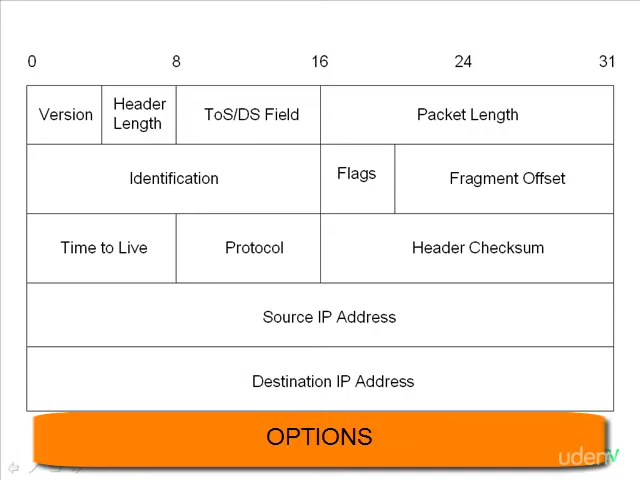 0 8 16 24 31
Version Header Length ToS/DS Field Packet Length
Identification Flags Fragment Offset
Time to Live Protocol Header Checksum
Source IP Address
Destination IP Address
OPTIONS
udemy